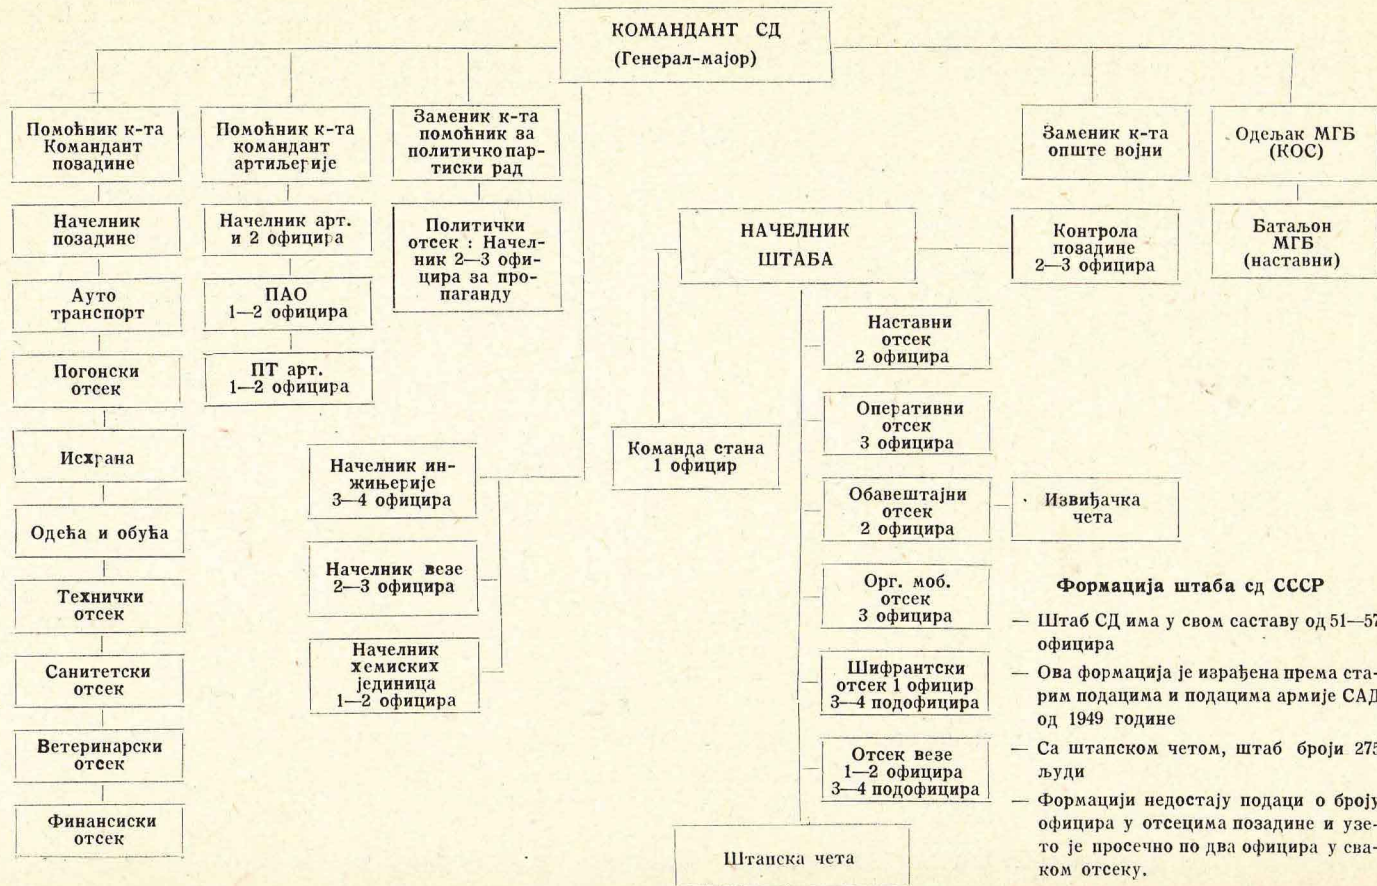 КОМАНДАНТ СД
(Генерал-мајор)
Помоћник к-та
Командант
позадине
Помоћник к-та
командант
артиљерије
Заменик к-та
помоћник за
политичко пар-
тиски рад
Заменик к-та
опште војни
Одељак МГБ
(КОС)
Начелник
позадине
Начелник арт.
и 2 официра
Политички
отсек : Начел-
ник 2—3 офи-
цира за про-
паганду
НАЧЕЛНИК
ШТАБА
Контрола
позадине
2—3 официра
Батаљон
МГБ
(наставни)
Ауто
транспорт
ПАО
1—2 официра
Погонски
отсек
ПТ арт.
1—2 официра
Исхрана
Одећа и обућа
Технички
отсек
Санитетски
отсек
Ветеринарски
отсек
Финансиски
отсек
Начелник ин-
жињерије
3—4 официра
Начелник везе
2—3 официра
Начелник
хемиских
јединица
1—2 официра
Команда стана
1 официр
Наставни
отсек
2 официра
Оперативни
отсек
3 официра
Обавештајни
отсек
2 официра
Извиђачка
чета
Орг. моб.
отсек
3 официра
Шифрантски
отсек 1 официр
3—4 подофицира
Отсек везе
1—2 официра
3—4 подофицира
Штапска чета
Формација штаба сд СССР
— Штаб СД има у свом саставу од 51—57
официра
— Ова формација је израђена према ста-
рим подацима и подацима армије САД
од 1949 године
— Са штапском четом, штаб броји 275
људи
— Формацији недостају подаци о броју
официра у отсецима позадине и узе-
то је просечно по два официра у сва-
ком отсеку.